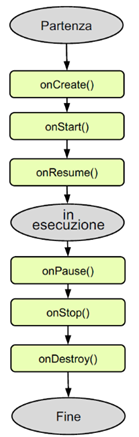 Partenza
onCreate()
onStart()
onResume()
in
esecuzione
onPause()
onStop()
onDestroy()
Fine